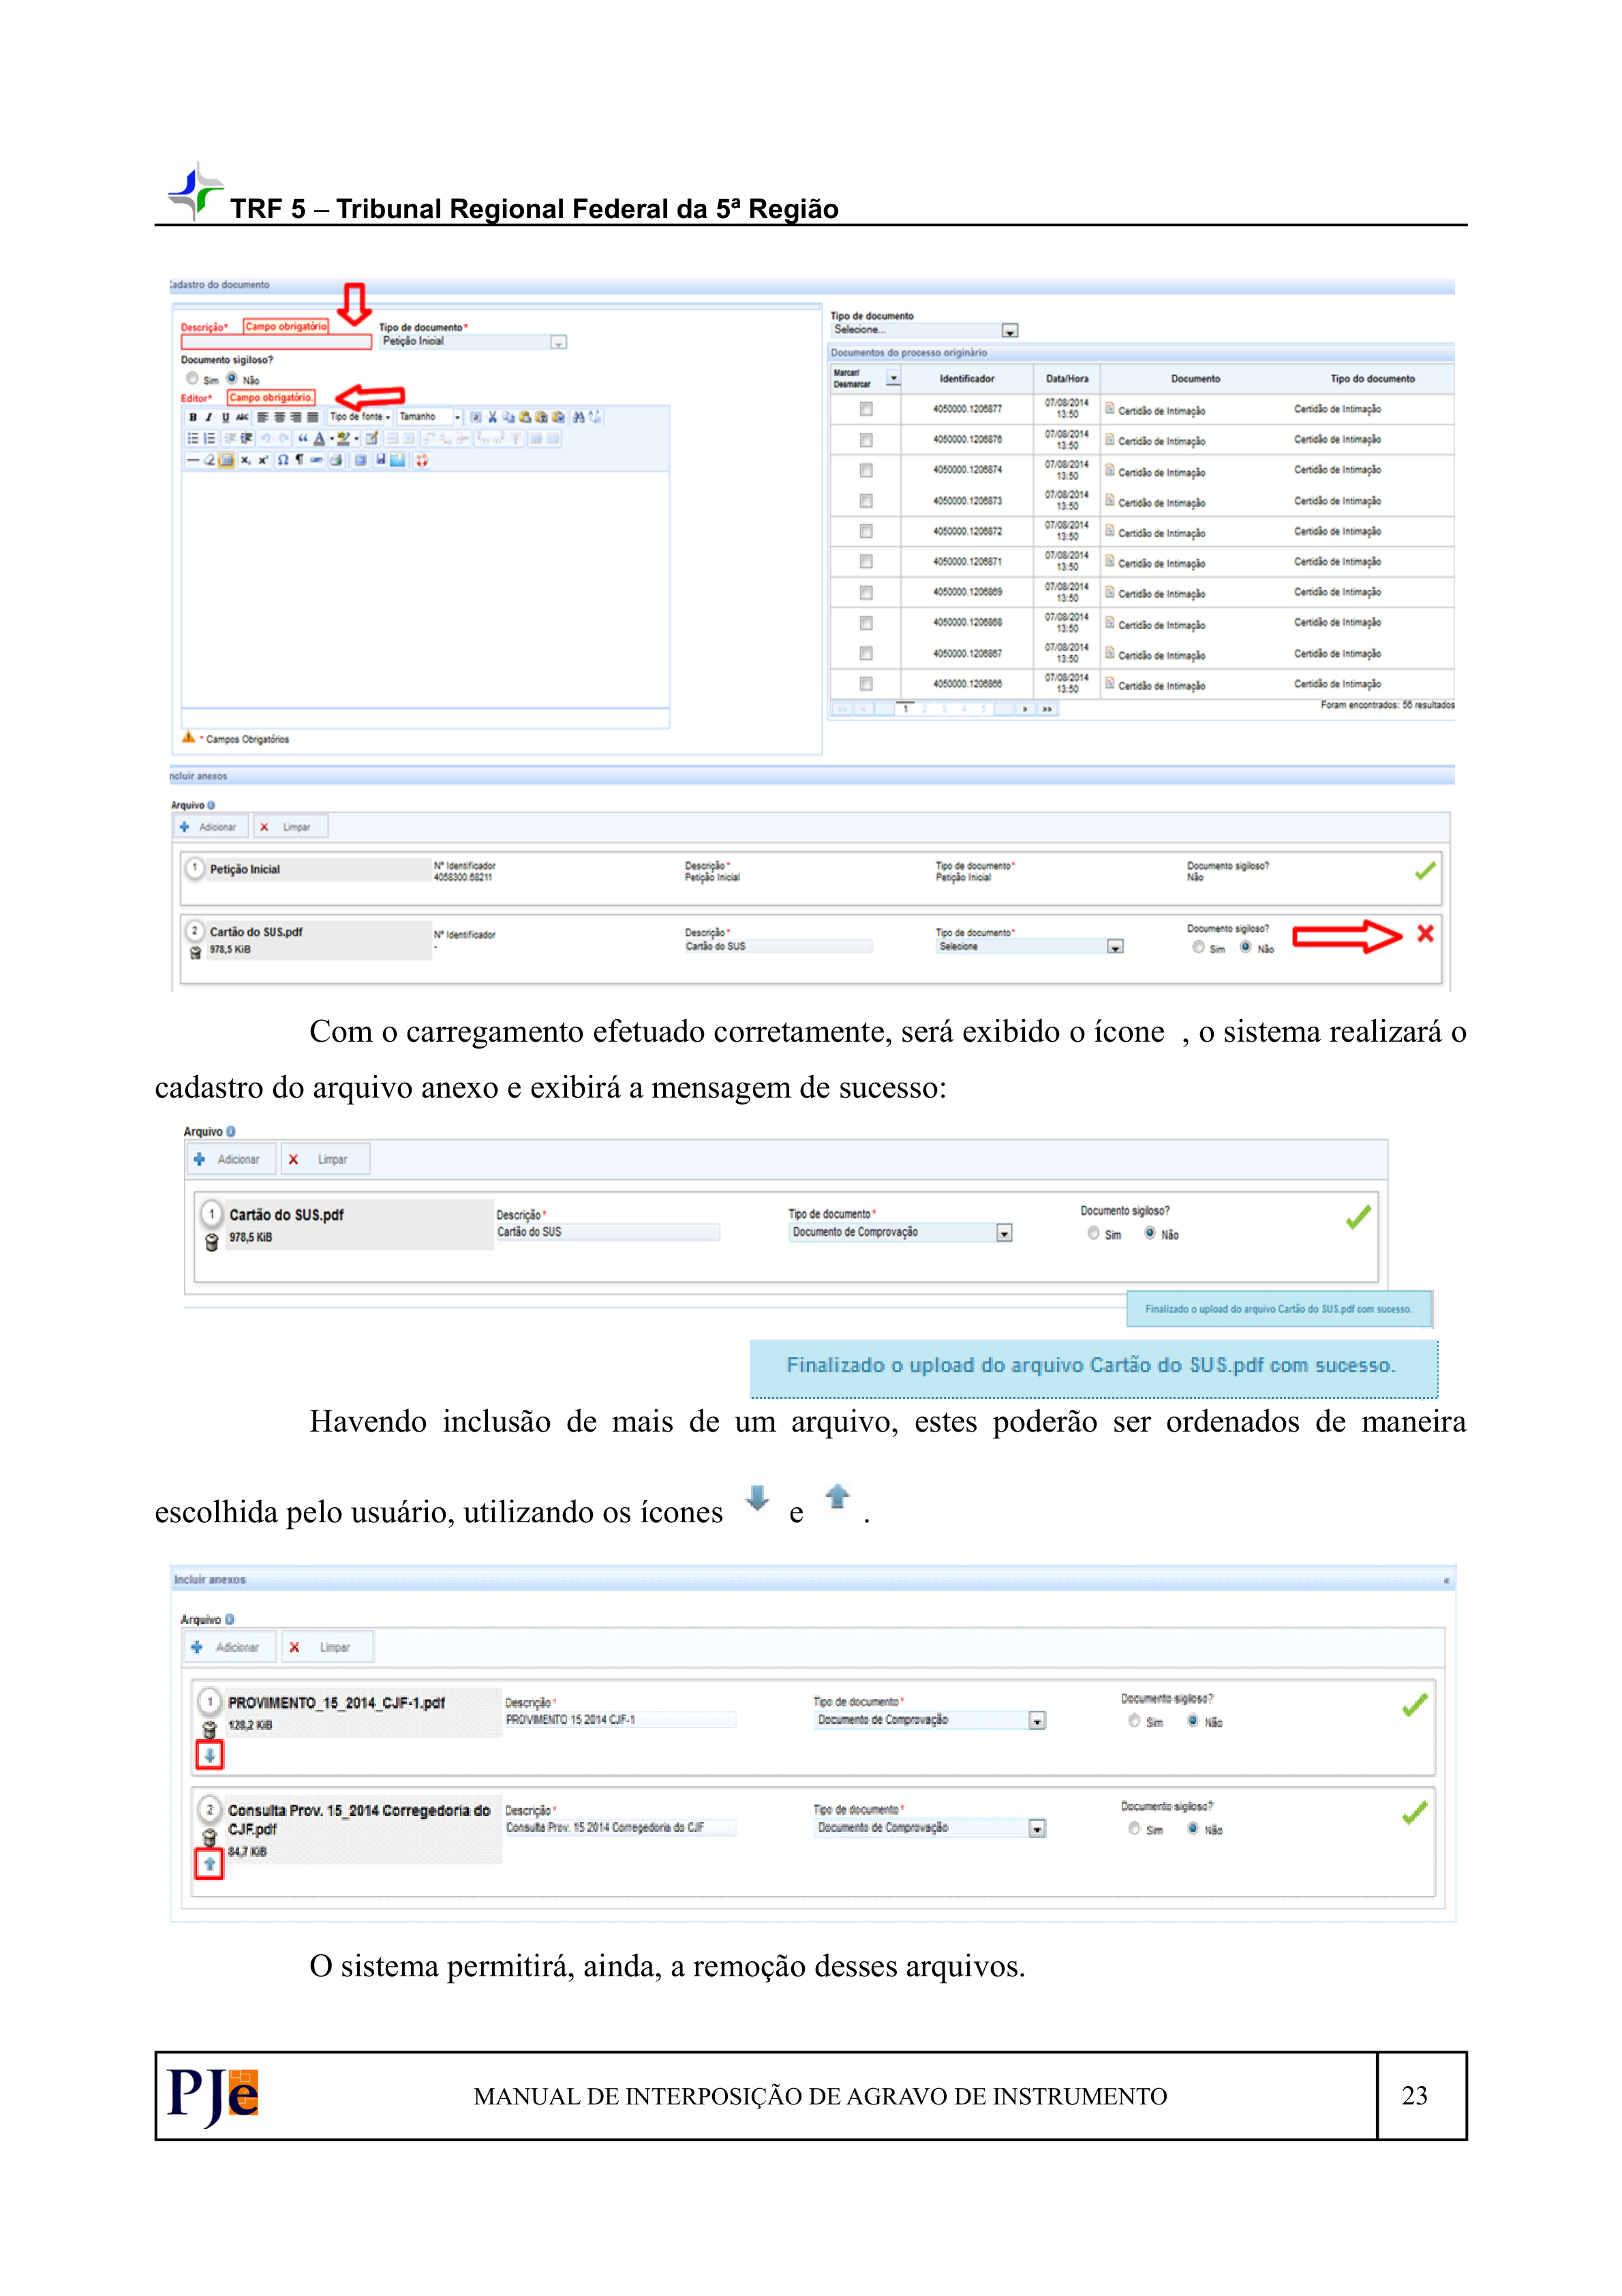 TRF 5 – Tribunal Regional Federal da 5ª Região
Cadastro do documento
Descrição* Campo obrigatório Tipo de documento*
Petição Inicial
Documento sigiloso?
Sim Não
Editor* Campo obrigatório.
Tipo de fonte Tamanho
* Campos Obrigatórios
Tipo de documento
Selecione...
Documentos do processo originário
Marcar/ Desmarcar Identificador Data/Hora Documento Tipo do documento
4050000.1206877 07/08/2014 13:50 Certidão de Intimação Certidão de Intimação
4050000.1206876 07/08/2014 13:50 Certidão de Intimação Certidão de Intimação
4050000.1206874 07/08/2014 13:50 Certidão de Intimação Certidão de Intimação
4050000.1206873 07/08/2014 13:50 Certidão de Intimação Certidão de Intimação
4050000.1206872 07/08/2014 13:50 Certidão de Intimação Certidão de Intimação
4050000.1206871 07/08/2014 13:50 Certidão de Intimação Certidão de Intimação
4050000.1206869 07/08/2014 13:50 Certidão de Intimação Certidão de Intimação
4050000.1206868 07/08/2014 13:50 Certidão de Intimação Certidão de Intimação
4050000.1206867 07/08/2014 13:50 Certidão de Intimação Certidão de Intimação
4050000.1206866 07/08/2014 13:50 Certidão de Intimação Certidão de Intimação
1 2 3 4 5
Foram encontrados: 56 resultados
ncluir anexos
Arquivo
Adicionar Limpar
1 Petição Inicial Nº Identificador Descrição* Tipo de documento* Documento sigiloso?
4058300.68211 Petição Inicial Petição Inicial Não
2 Cartão do SUS.pdf Nº Identificador Descrição* Tipo de documento* Documento sigiloso?
978,5 KiB - Cartão do SUS Selecione Sim Não
Com o carregamento efetuado corretamente, será exibido o ícone , o sistema realizará o
cadastro do arquivo anexo e exibirá a mensagem de sucesso:
Arquivo
Adicionar Limpar
1 Cartão do SUS.pdf Descrição* Tipo de documento* Documento sigiloso?
978,5 KiB Cartão do SUS Documento de Comprovação Sim Não
Finalizado o upload do arquivo Cartão do SUS.pdf com sucesso.
Finalizado o upload do arquivo Cartão do SUS.pdf com sucesso.
Havendo inclusão de mais de um arquivo, estes poderão ser ordenados de maneira
escolhida pelo usuário, utilizando os ícones e .
Incluir anexos
Arquivo
Adicionar Limpar
1 PROVIMENTO_15_2014_CJF-1.pdf Descrição* Tipo de documento* Documento sigiloso?
128,2 KiB PROVIMENTO 15 2014 CJF-1 Documento de Comprovação Sim Não
2 Consulta Prov. 15_2014 Corregedoria do Descrição* Tipo de documento* Documento sigiloso?
CJF.pdf Consulta Prov. 15 2014 Corregedoria do CJF Documento de Comprovação Sim Não
84,7 KiB
O sistema permitirá, ainda, a remoção desses arquivos.
PJe MANUAL DE INTERPOSIÇÃO DE AGRAVO DE INSTRUMENTO 23